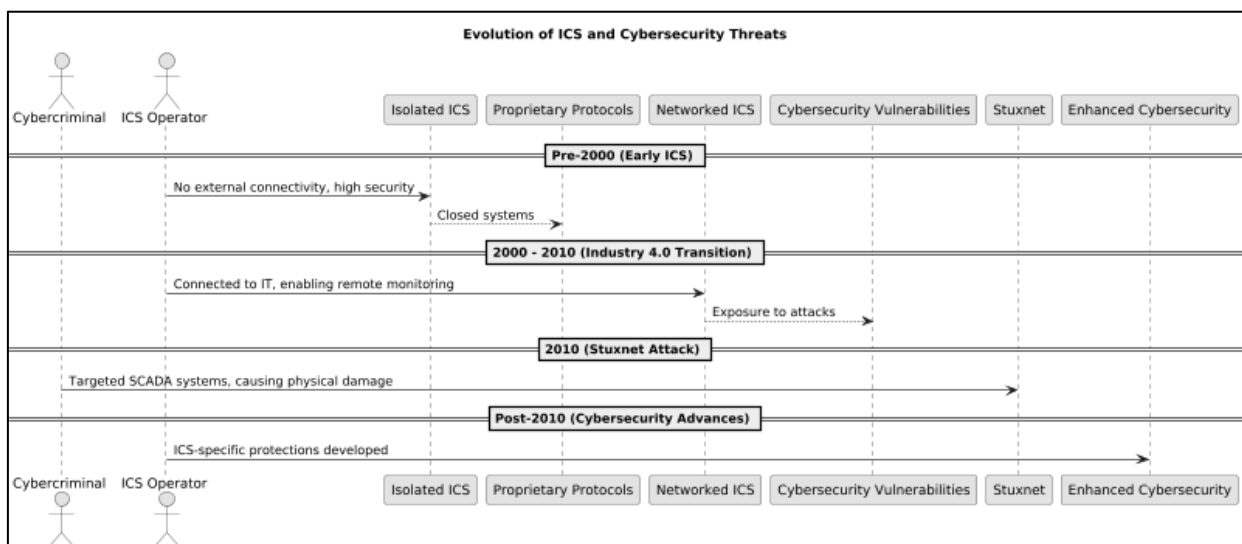 Evolution of ICS and Cybersecurity Threats
Cybercriminal ICS Operator Isolated ICS Proprietary Protocols Networked ICS Cybersecurity Vulnerabilities Stuxnet Enhanced Cybersecurity
Pre-2000 (Early ICS)
No external connectivity, high security
Closed systems
2000 - 2010 (Industry 4.0 Transition)
Connected to IT, enabling remote monitoring
Exposure to attacks
2010 (Stuxnet Attack)
Targeted SCADA systems, causing physical damage
Post-2010 (Cybersecurity Advances)
ICS-specific protections developed
Cybercriminal ICS Operator Isolated ICS Proprietary Protocols Networked ICS Cybersecurity Vulnerabilities Stuxnet Enhanced Cybersecurity